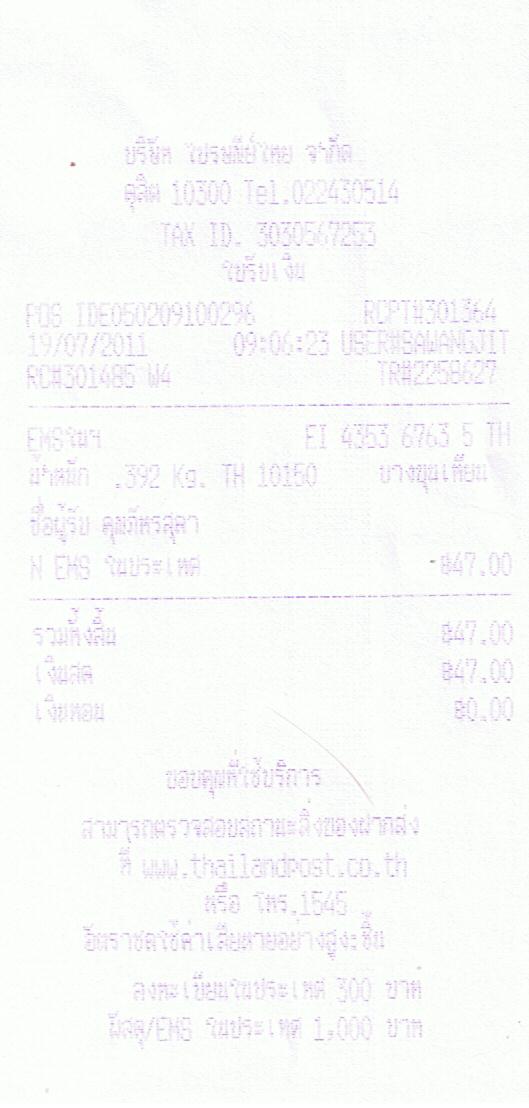 บริษัท ไปรษณีย์ไทย จำกัด
ดุสิต 10300 Tel.022430514
TAX ID. 3030567253
ใบรับเงิน
POS IDE050209100296 RCPT#301364
19/07/2011 09:06:23 USER#SAWANGJIT
RC#301485 W4 TR#2258627
EMSในฯ EI 4353 6763 5 TH
น้ำหนัก .392 Kg. TH 10150 บางขุนเทียน
ชื่อผู้รับ คุณภัทรสุดา
N EMS ในประเทศ ฿47.00
รวมทั้งสิ้น ฿47.00
เงินสด ฿47.00
เงินทอน ฿0.00
ขอบคุณที่ใช้บริการ
สามารถตรวจสอบสถานะสิ่งของฝากส่ง
ที่ www.thailandpost.co.th
หรือ โทร.1545
อัตราชดใช้ค่าเสียหายอย่างสูง:ชิ้น
ลงทะเบียนในประเทศ 300 บาท
พัสดุ/EMS ในประเทศ 1,000 บาท